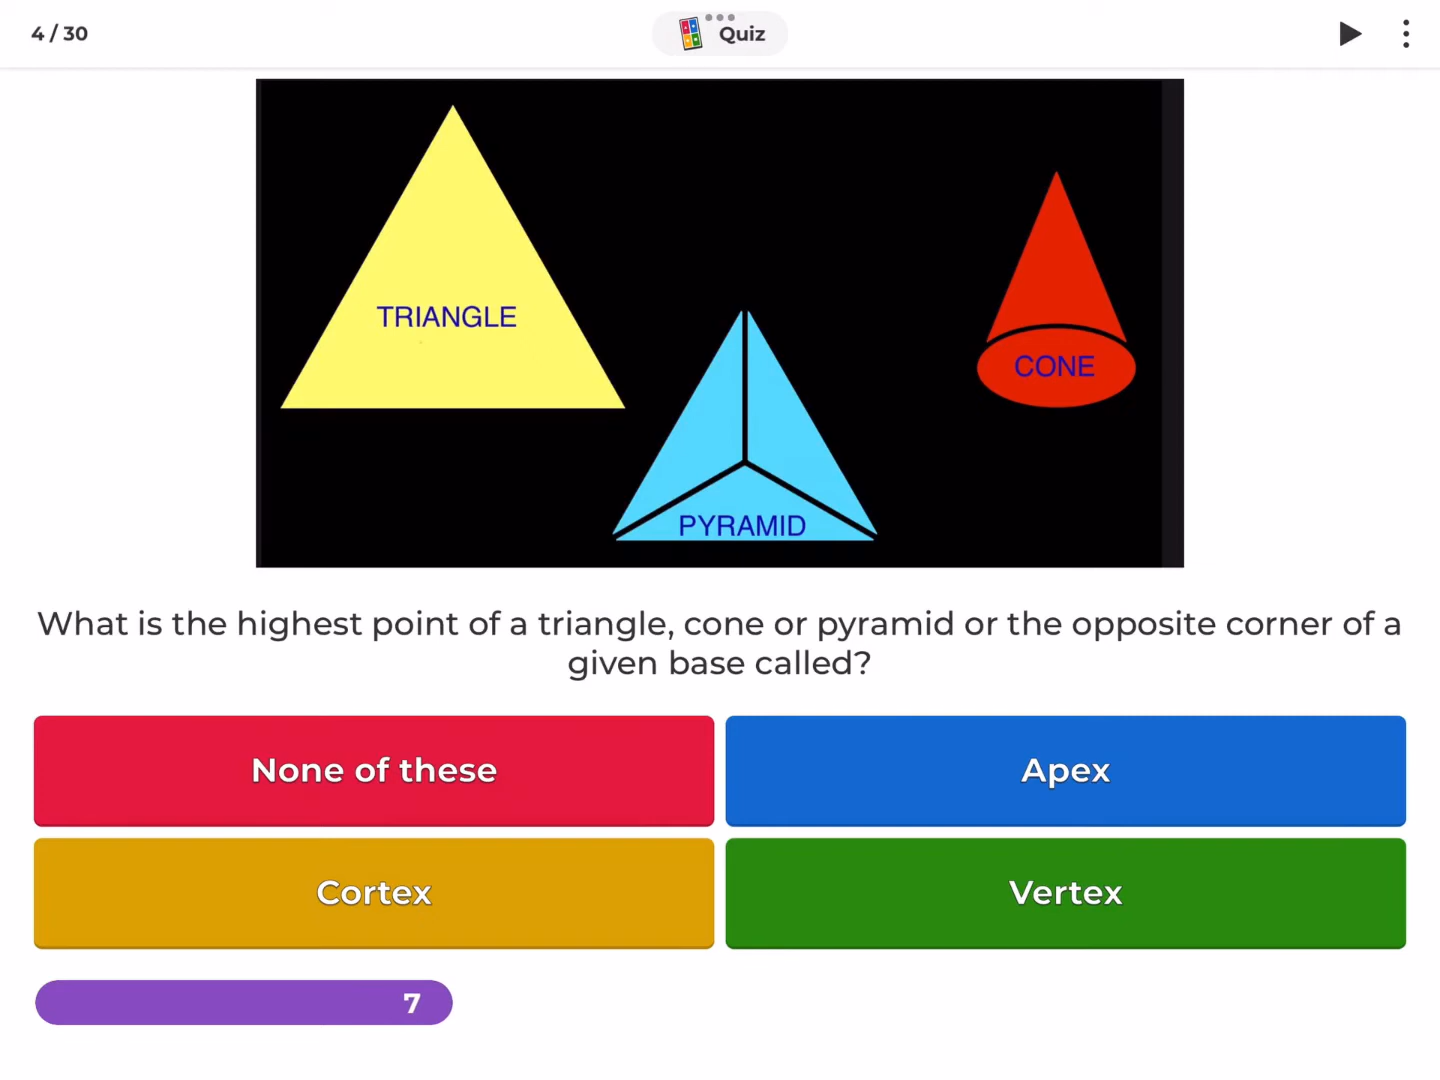 4 / 30
Quiz
TRIANGLE
CONE
PYRAMID
What is the highest point of a triangle, cone or pyramid or the opposite corner of a
given base called?
None of these
Apex
Cortex
Vertex
7